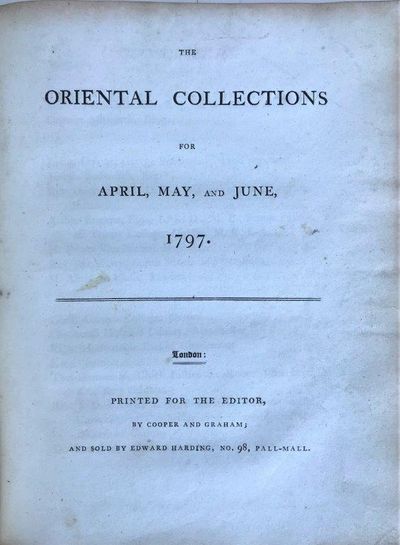 THE
ORIENTAL COLLECTIONS
FOR
APRIL, MAY, AND JUNE,
1797.
London:
PRINTED FOR THE EDITOR,
BY COOPER AND GRAHAM;
AND SOLD BY EDWARD HARDING, NO. 98, PALL-MALL.